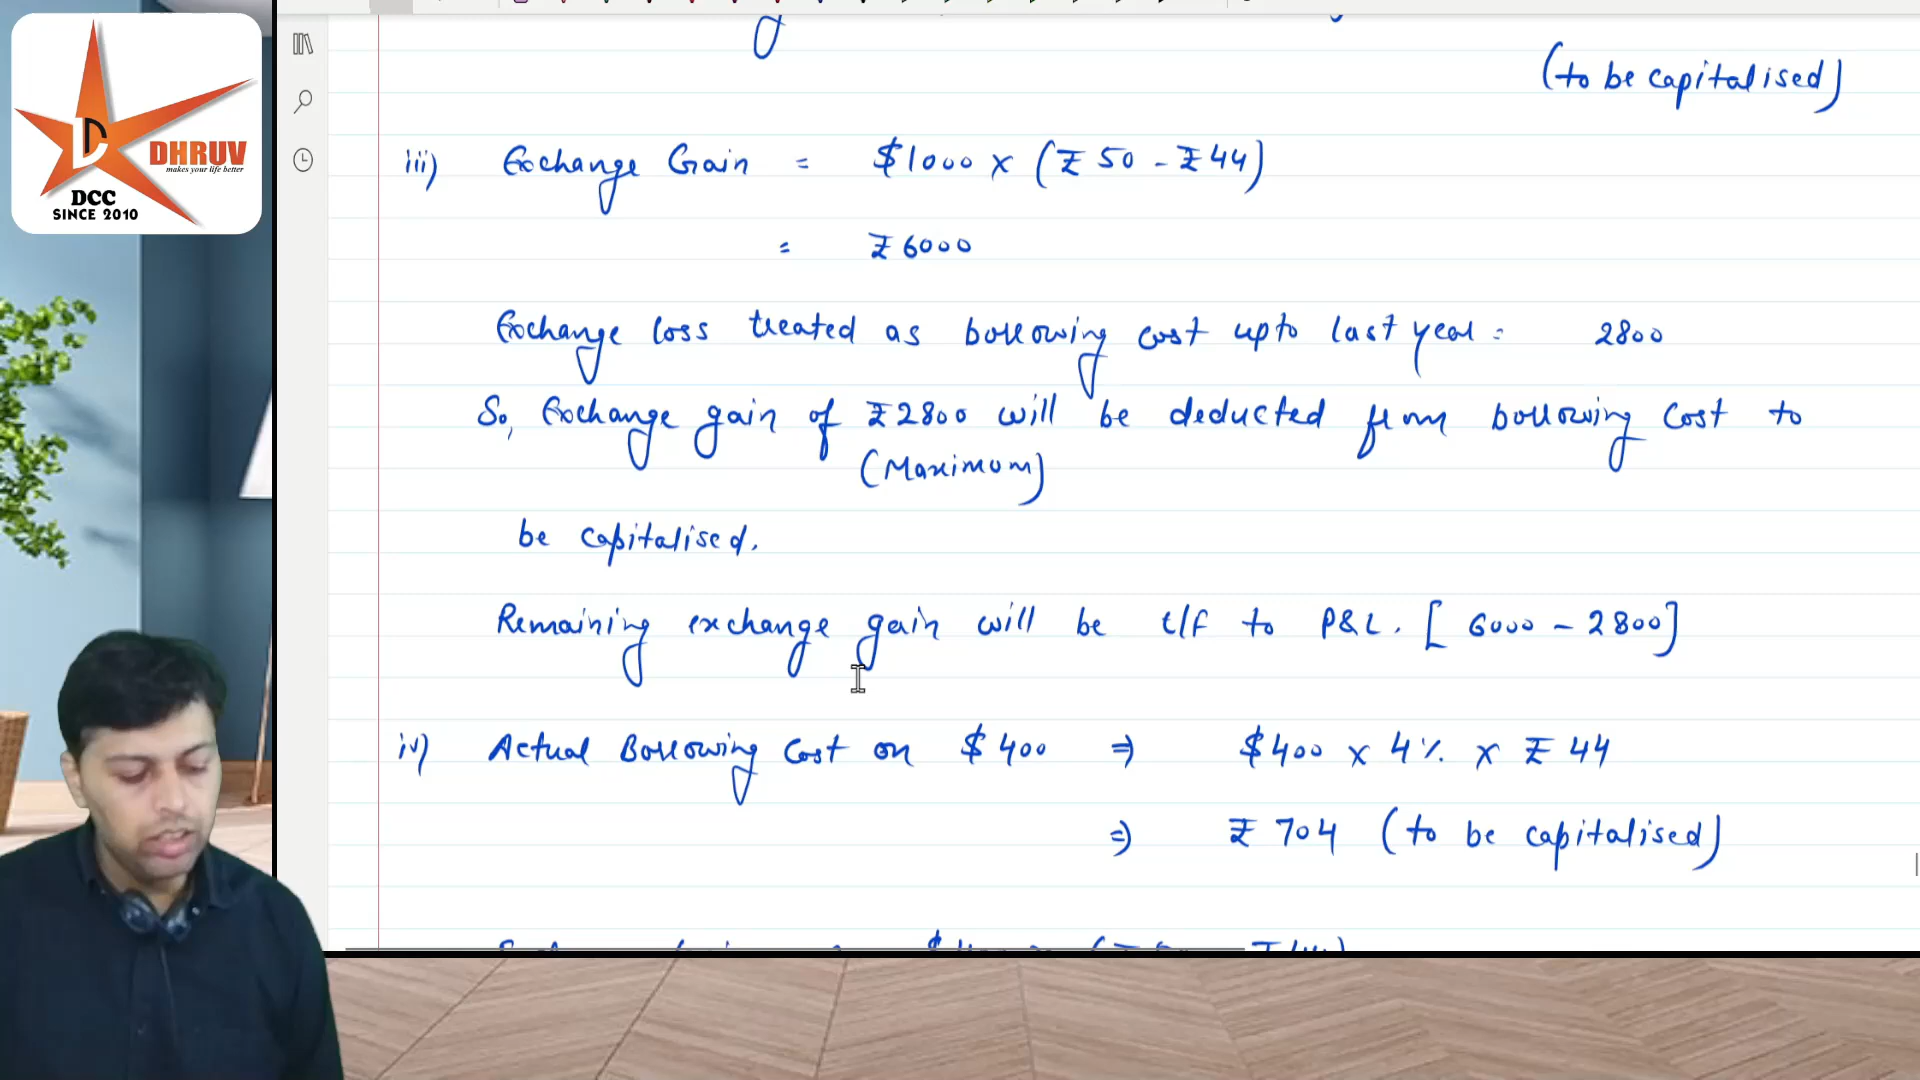 DHRUV
makes your life better
DCC
SINCE 2010
(to be capitalised)
iii) Exchange Gain = $1000 x (₹50 - ₹44)
= ₹6000
Exchange loss treated as borrowing cost upto last year = 2800
So, Exchange gain of ₹2800 will be deducted from borrowing cost to
(Maximum)
be capitalised.
Remaining exchange gain will be t/f to P&L. [6000 - 2800]
iv) Actual Borrowing Cost on $400 ⇒ $400 x 4% x ₹44
⇒ ₹704 (to be capitalised)